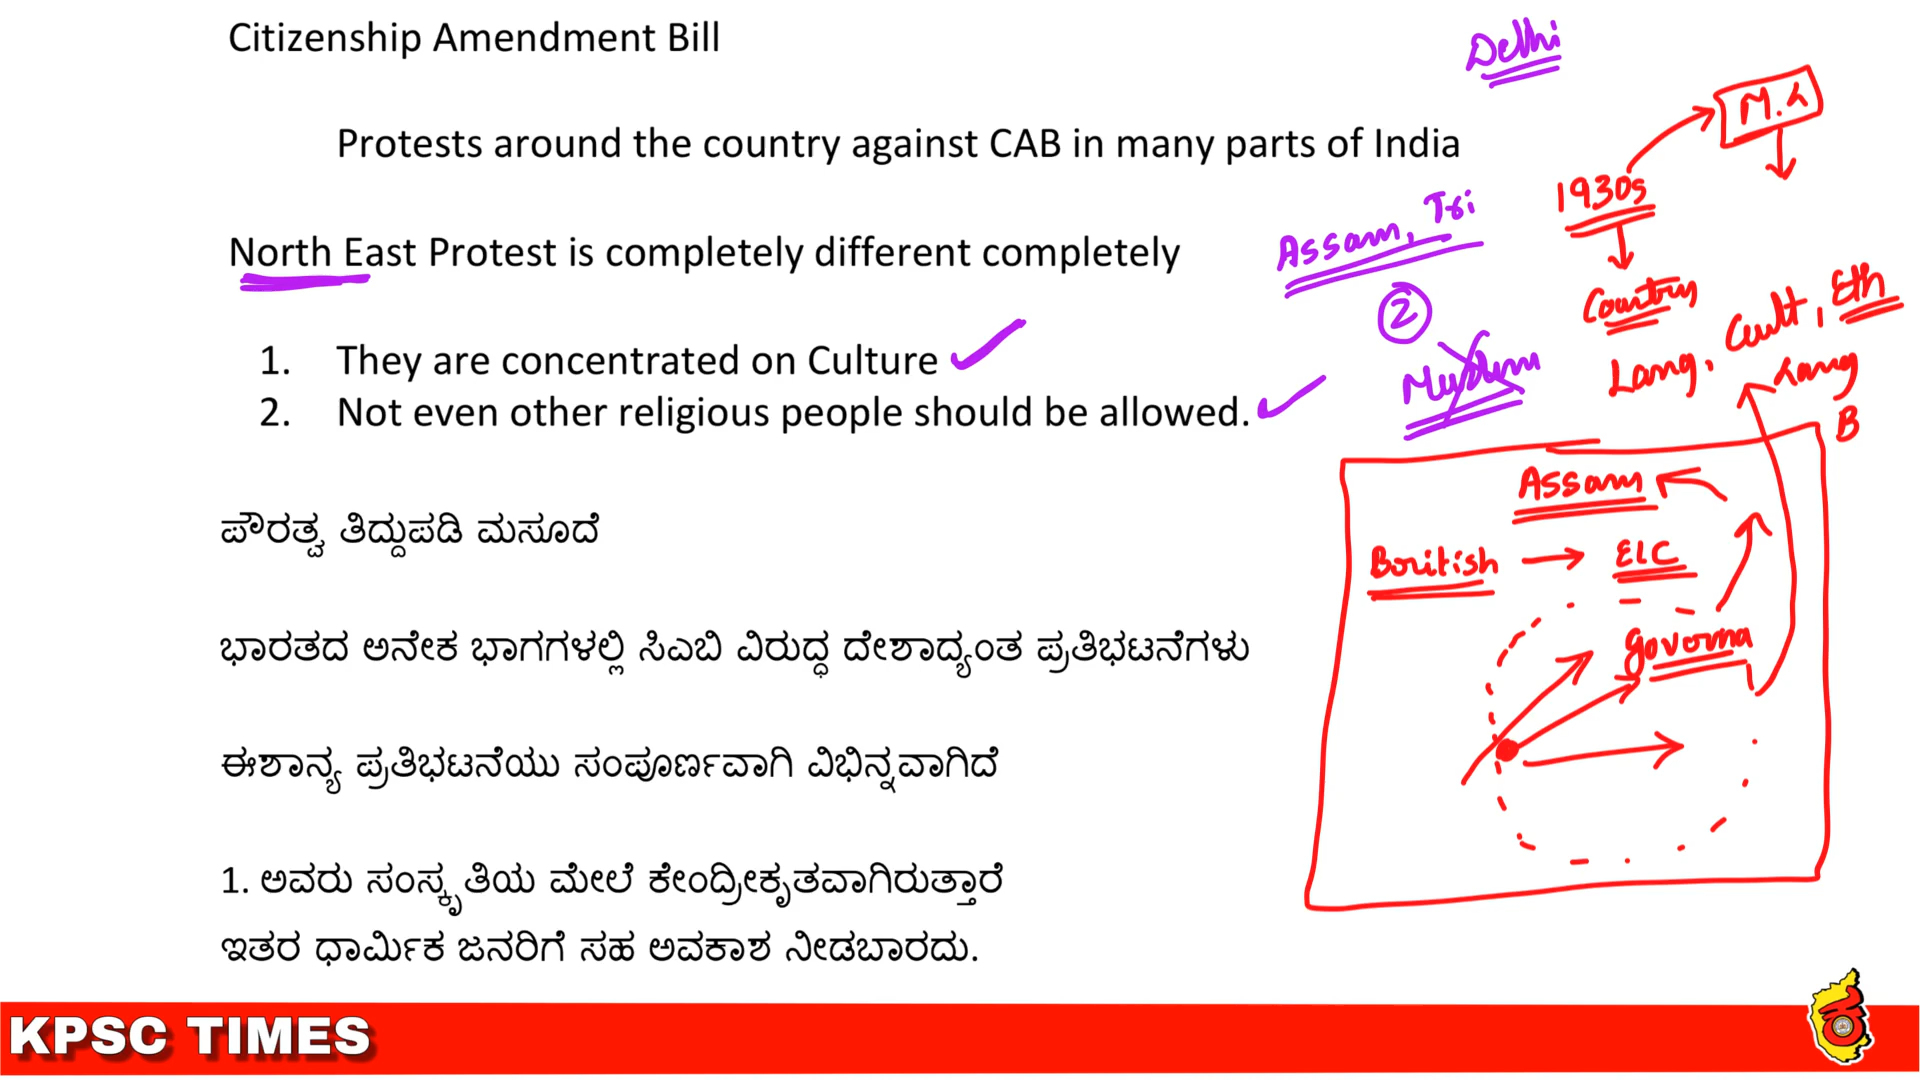 Citizenship Amendment Bill
Delhi
M.L
Protests around the country against CAB in many parts of India
1930s
Assam, Tri
North East Protest is completely different completely
2
Country
Cult, Eth
Lang. Lang
1. They are concentrated on Culture
Muslim
2. Not even other religious people should be allowed.
B
Assam
ಪೌರತ್ವ ತಿದ್ದುಪಡಿ ಮಸೂದೆ
British → EIC
ಭಾರತದ ಅನೇಕ ಭಾಗಗಳಲ್ಲಿ ಸಿಎಬಿ ವಿರುದ್ಧ ದೇಶಾದ್ಯಂತ ಪ್ರತಿಭಟನೆಗಳು
Governa
ಈಶಾನ್ಯ ಪ್ರತಿಭಟನೆಯು ಸಂಪೂರ್ಣವಾಗಿ ವಿಭಿನ್ನವಾಗಿದೆ
1. ಅವರು ಸಂಸ್ಕೃತಿಯ ಮೇಲೆ ಕೇಂದ್ರೀಕೃತವಾಗಿರುತ್ತಾರೆ
ಇತರ ಧಾರ್ಮಿಕ ಜನರಿಗೆ ಸಹ ಅವಕಾಶ ನೀಡಬಾರದು.
KPSC TIMES